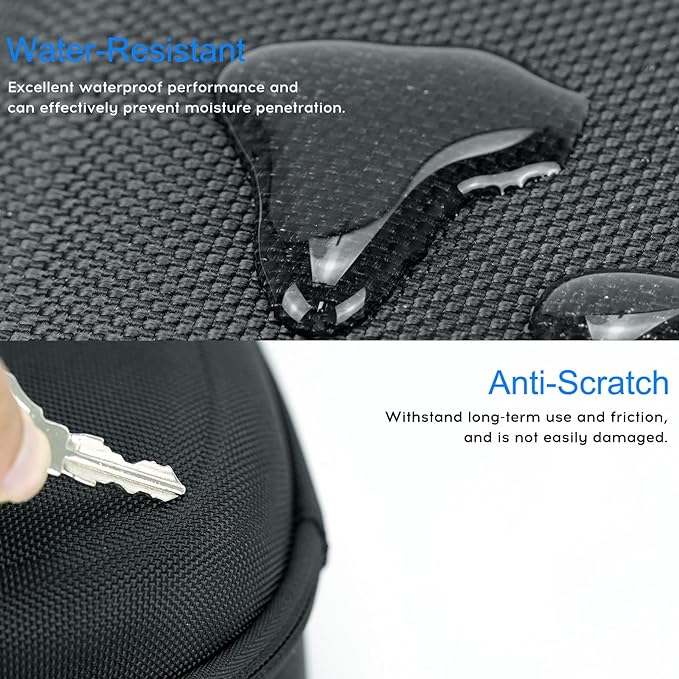 Water-Resistant
Excellent waterproof performance and
can effectively prevent moisture penetration.
Anti-Scratch
Withstand long-term use and friction,
and is not easily damaged.